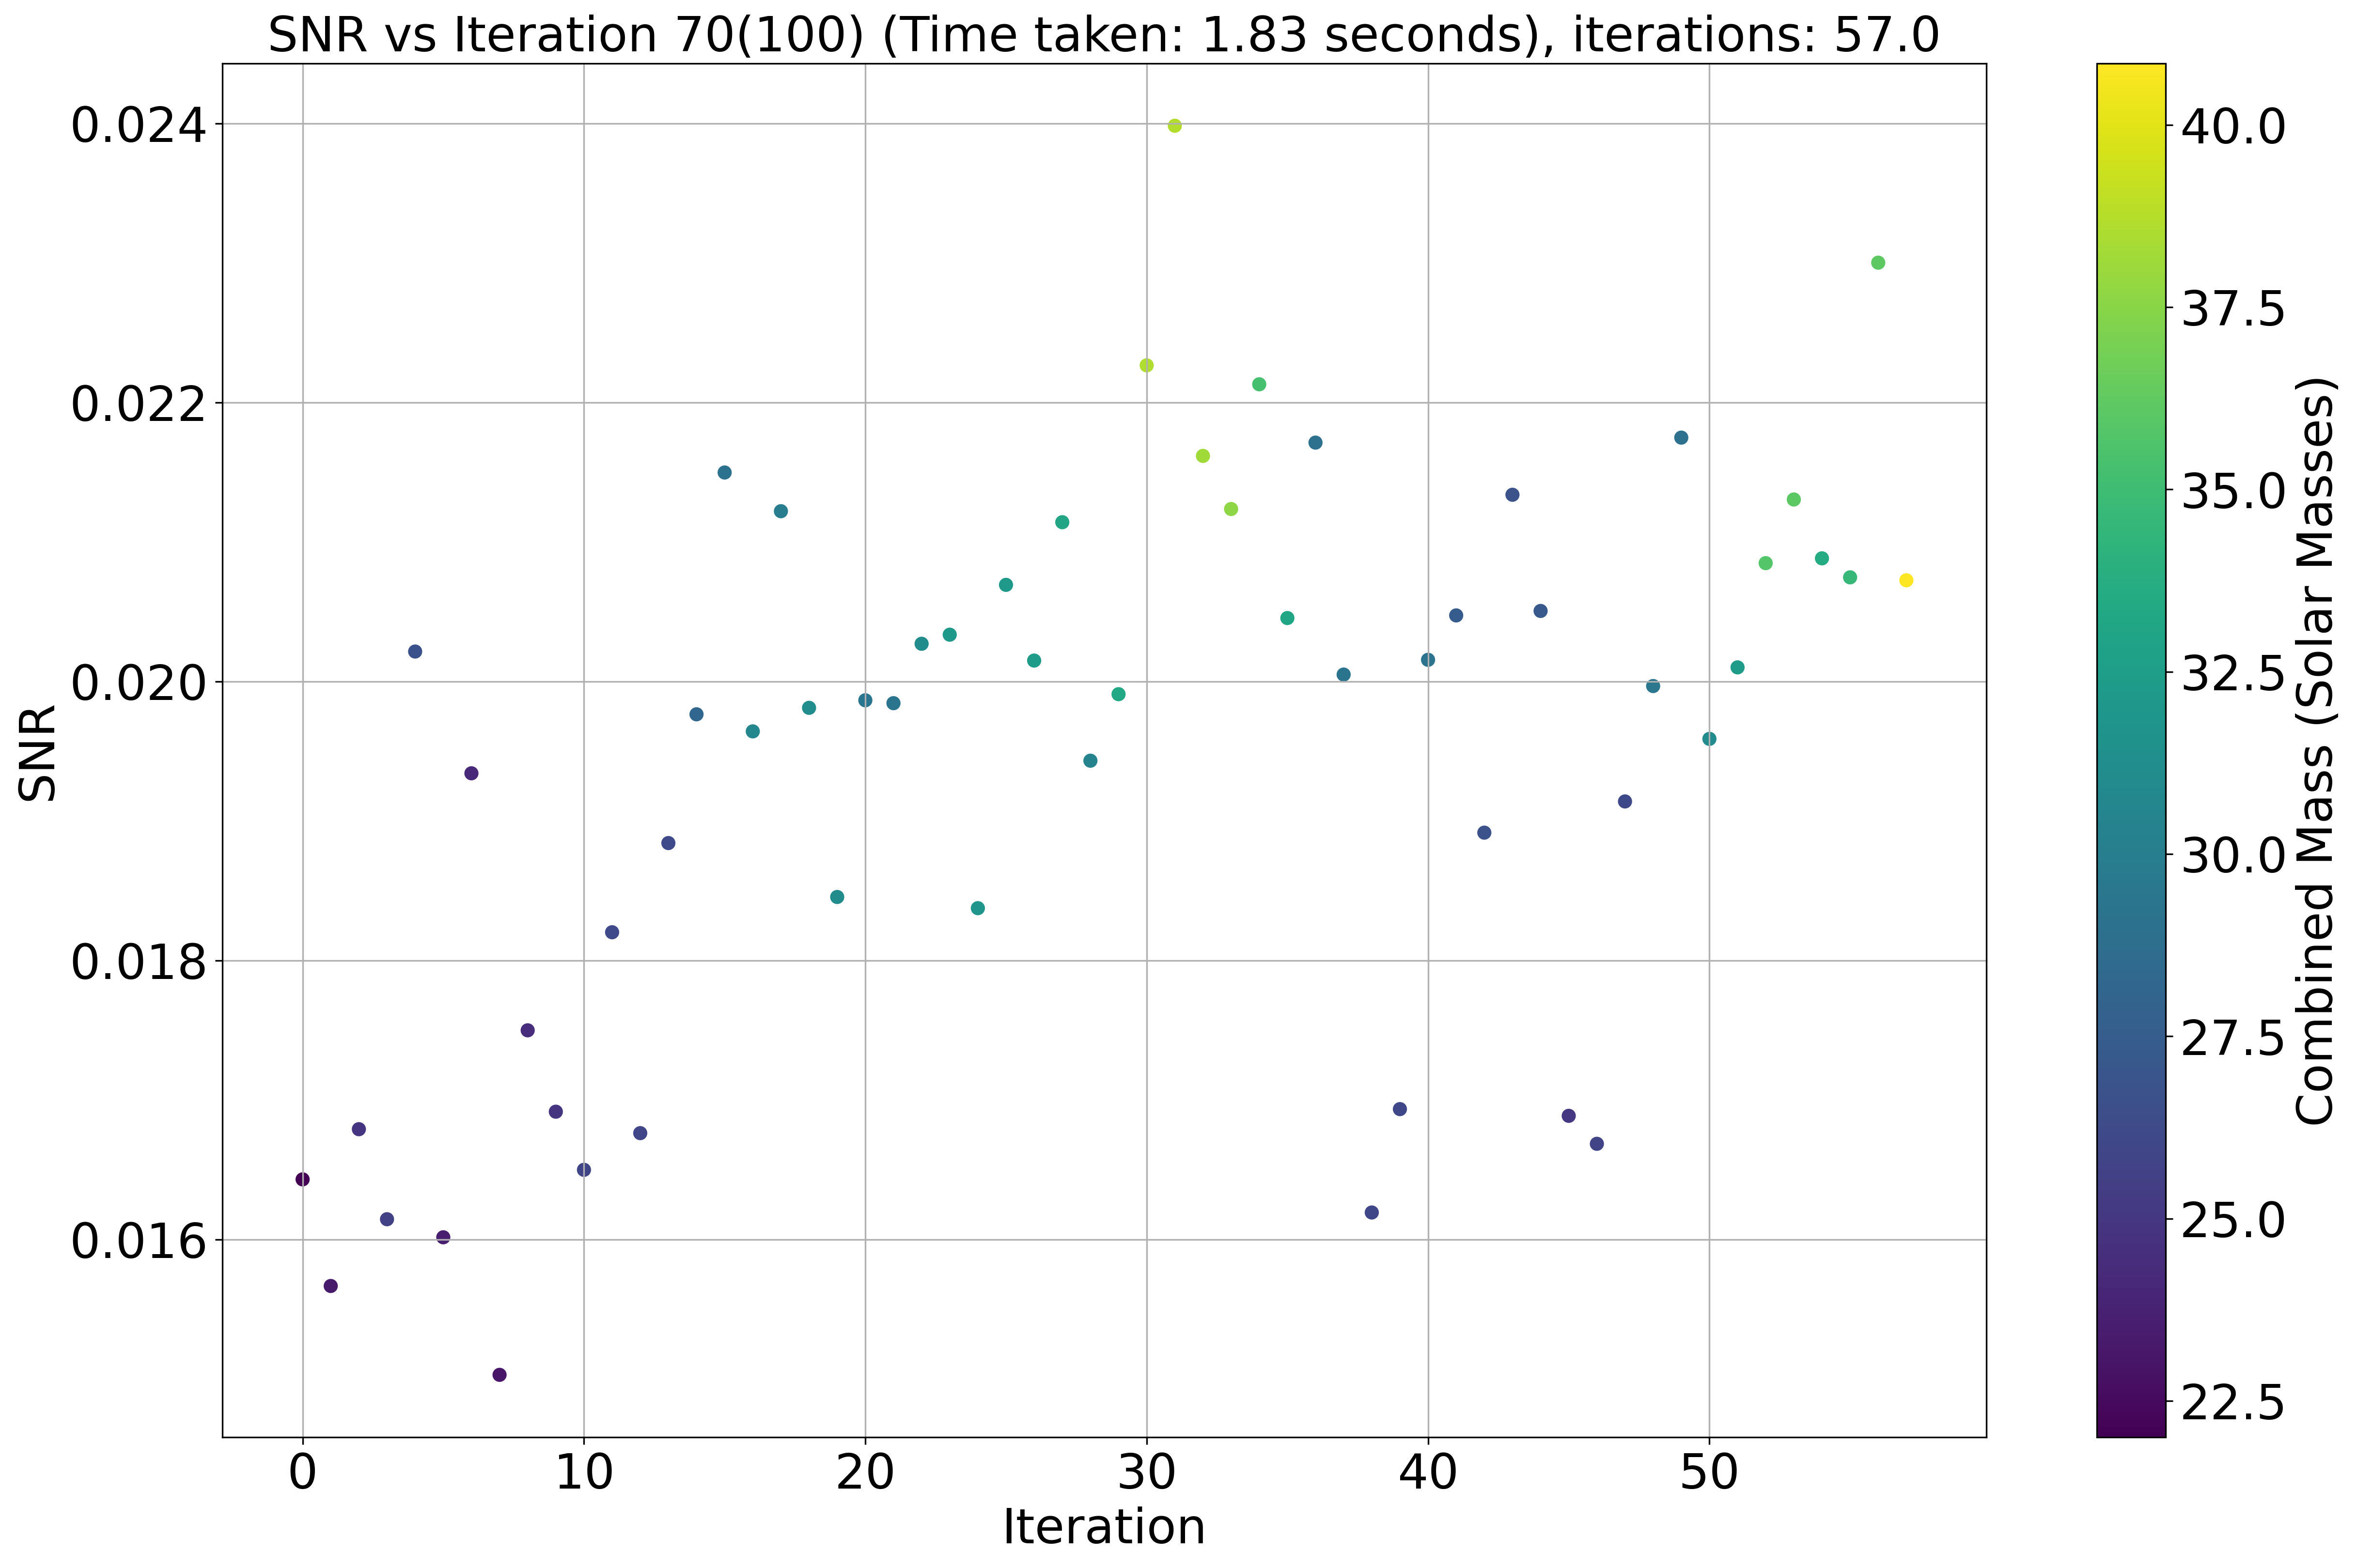 SNR vs Iteration 70(100) (Time taken: 1.83 seconds), iterations: 57.0
0.024
0.022
0.020
0.018
0.016
SNR
0 10 20 30 40 50
Iteration
40.0
37.5
35.0
32.5
30.0
27.5
25.0
22.5
Combined Mass (Solar Masses)